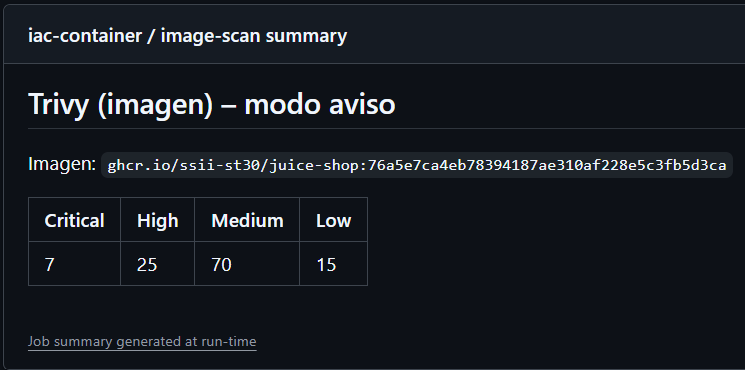 iac-container / image-scan summary
Trivy (imagen) – modo aviso
Imagen: ghcr.io/ssii-st30/juice-shop:76a5e7ca4eb78394187ae310af228e5c3fb5d3ca
Critical High Medium Low
7 25 70 15
Job summary generated at run-time